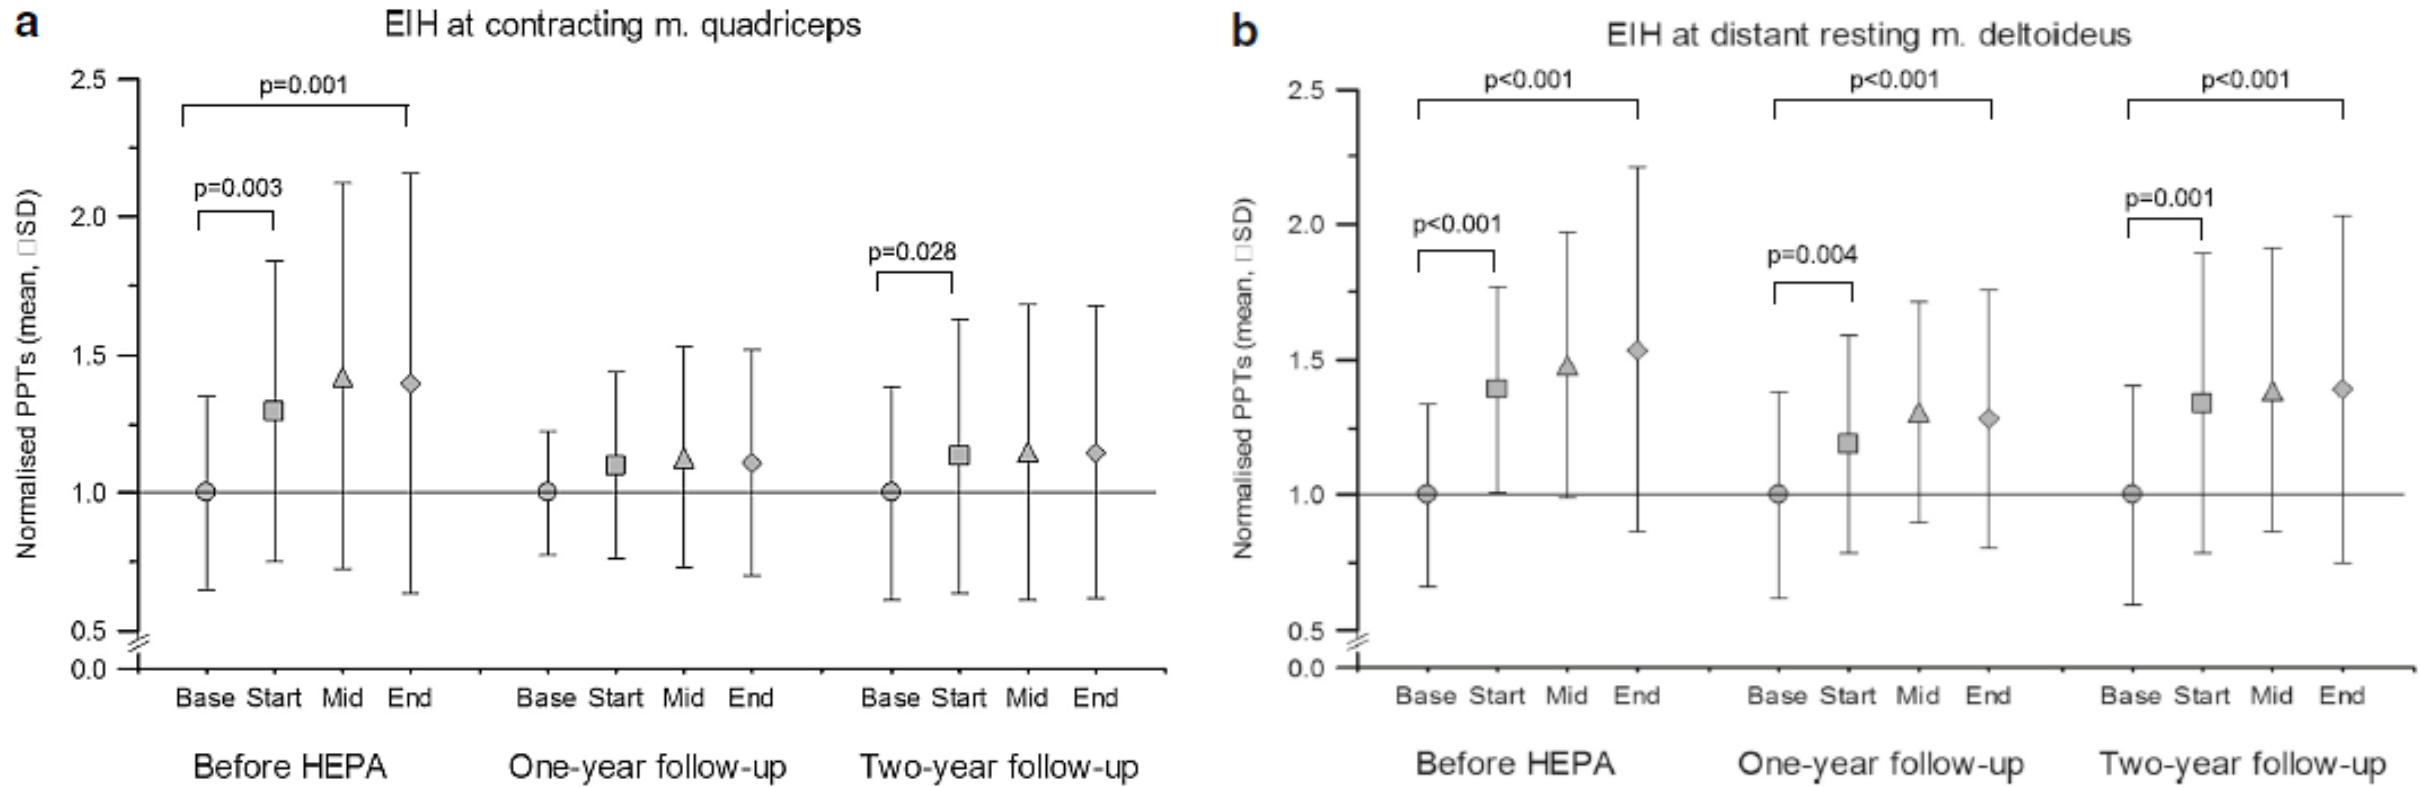 a
EIH at contracting m. quadriceps
Normalised PPTs (mean, □SD)
2.5
2.0
1.5
1.0
0.5
0.0
p=0.001
p=0.003
p=0.028
Base Start Mid End Base Start Mid End Base Start Mid End
Before HEPA One-year follow-up Two-year follow-up
b
EIH at distant resting m. deltoideus
Normalised PPTs (mean, □SD)
2.5
2.0
1.5
1.0
0.5
0.0
p<0.001 p<0.001 p<0.001
p<0.001
p=0.004
p=0.001
Base Start Mid End Base Start Mid End Base Start Mid End
Before HEPA One-year follow-up Two-year follow-up